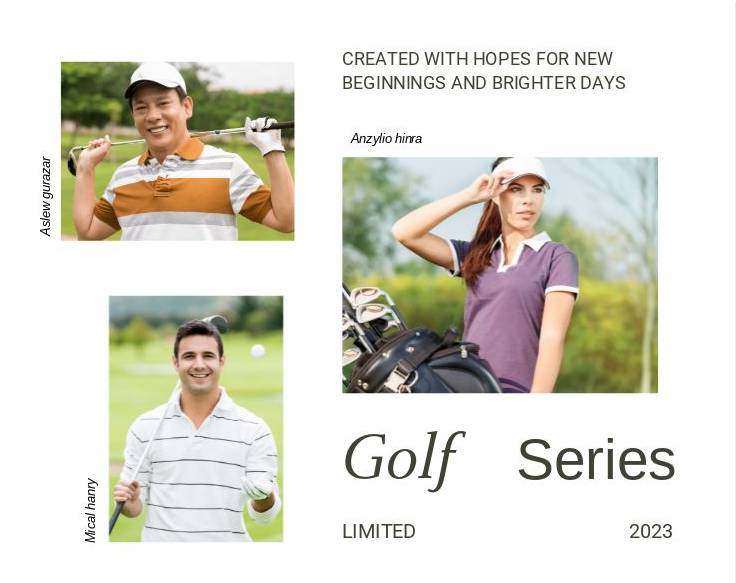 CREATED WITH HOPES FOR NEW
BEGINNINGS AND BRIGHTER DAYS
Aslew gurazar
Anzylio hinra
Mical hanry
Golf Series
LIMITED 2023